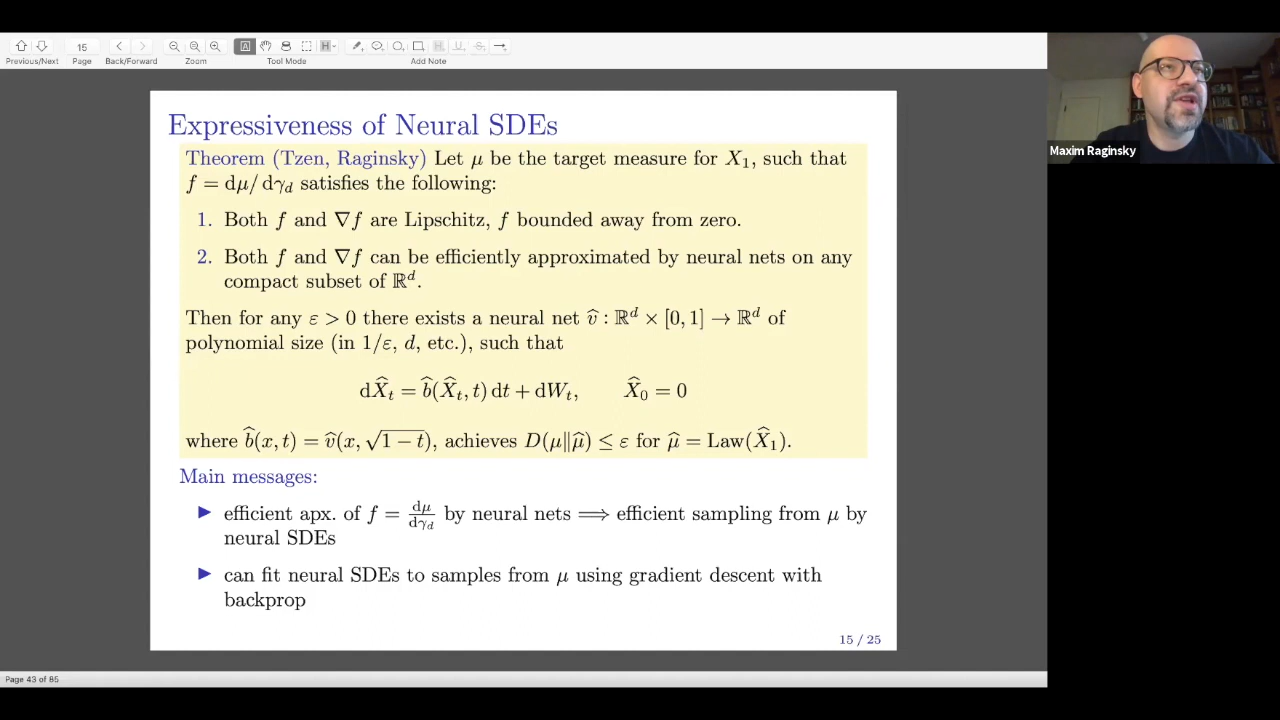 15
Previous/Next Page Back/Forward Zoom Tool Mode Add Note
Expressiveness of Neural SDEs
Theorem (Tzen, Raginsky) Let μ be the target measure for X₁, such that
f = dμ/dγ_d satisfies the following:
1. Both f and ∇f are Lipschitz, f bounded away from zero.
2. Both f and ∇f can be efficiently approximated by neural nets on any
compact subset of ℝᵈ.
Then for any ε > 0 there exists a neural net v̂ : ℝᵈ × [0, 1] → ℝᵈ of
polynomial size (in 1/ε, d, etc.), such that
dX̂ₜ = b̂(X̂ₜ, t) dt + dWₜ, X̂₀ = 0
where b̂(x, t) = v̂(x, √(1 − t)), achieves D(μ‖μ̂) ≤ ε for μ̂ = Law(X̂₁).
Main messages:
▶ efficient apx. of f = dμ/dγ_d by neural nets ⟹ efficient sampling from μ by
neural SDEs
▶ can fit neural SDEs to samples from μ using gradient descent with
backprop
15 / 25
Page 43 of 85
Maxim Raginsky